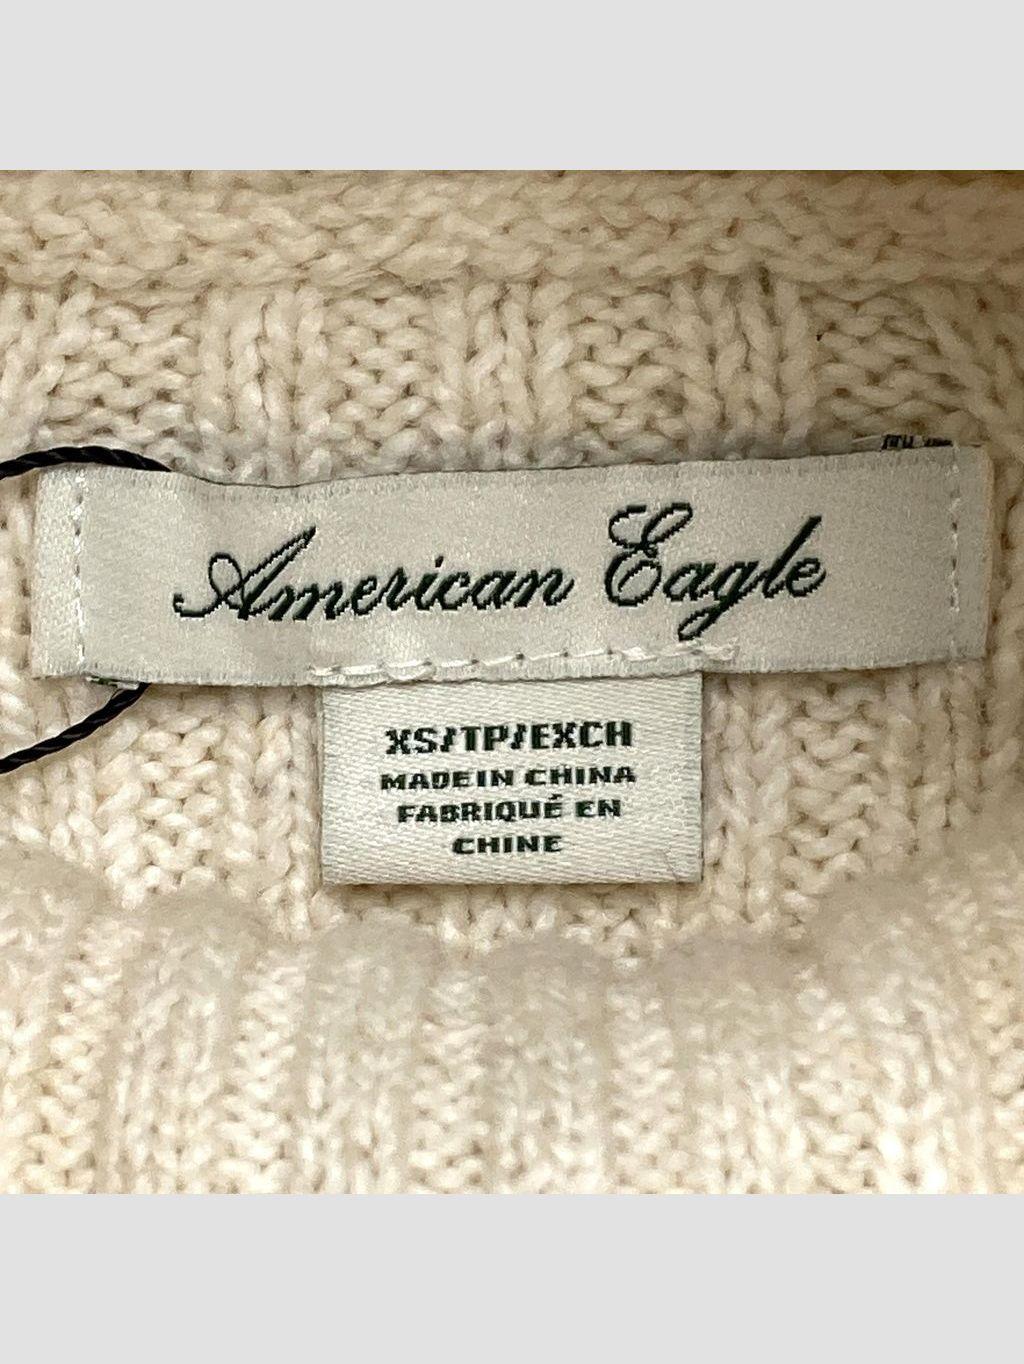 American Eagle
XS/TP/EXCH
MADE IN CHINA
FABRIQUÉ EN
CHINE